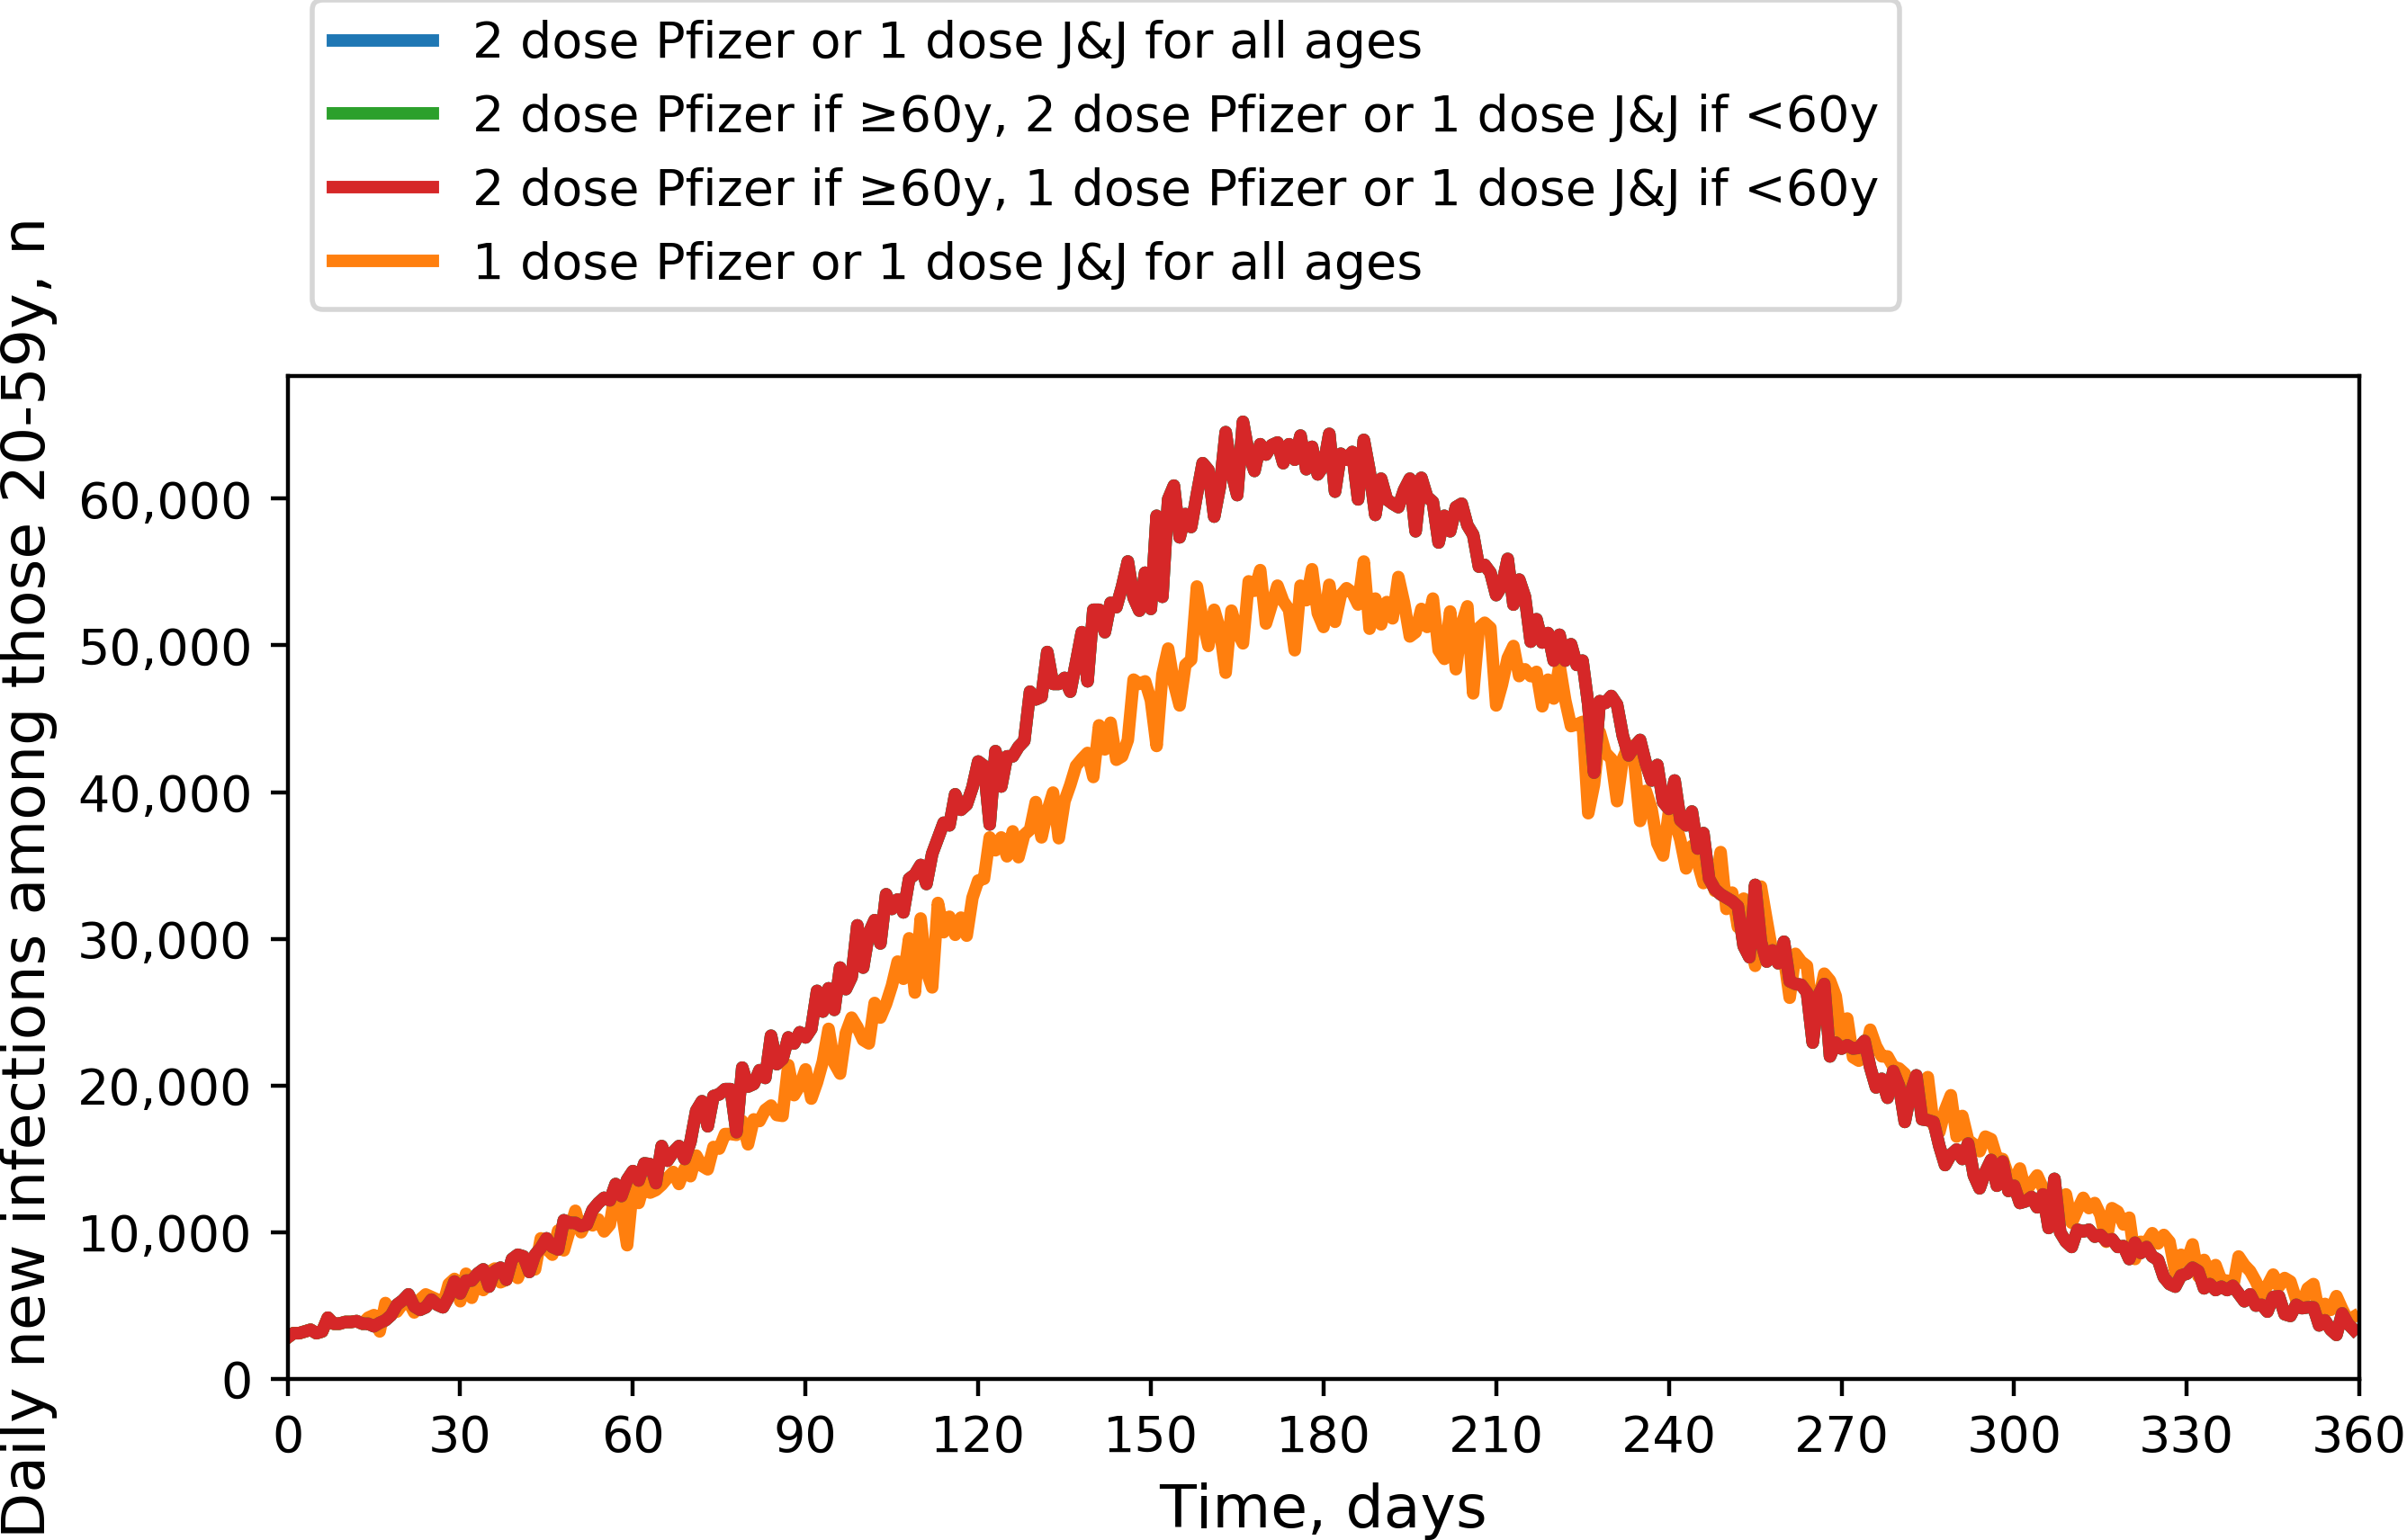 2 dose Pfizer or 1 dose J&J for all ages
2 dose Pfizer if ≥60y, 2 dose Pfizer or 1 dose J&J if <60y
2 dose Pfizer if ≥60y, 1 dose Pfizer or 1 dose J&J if <60y
1 dose Pfizer or 1 dose J&J for all ages
Daily new infections among those 20-59y, n
60,000
50,000
40,000
30,000
20,000
10,000
0
0 30 60 90 120 150 180 210 240 270 300 330 360
Time, days